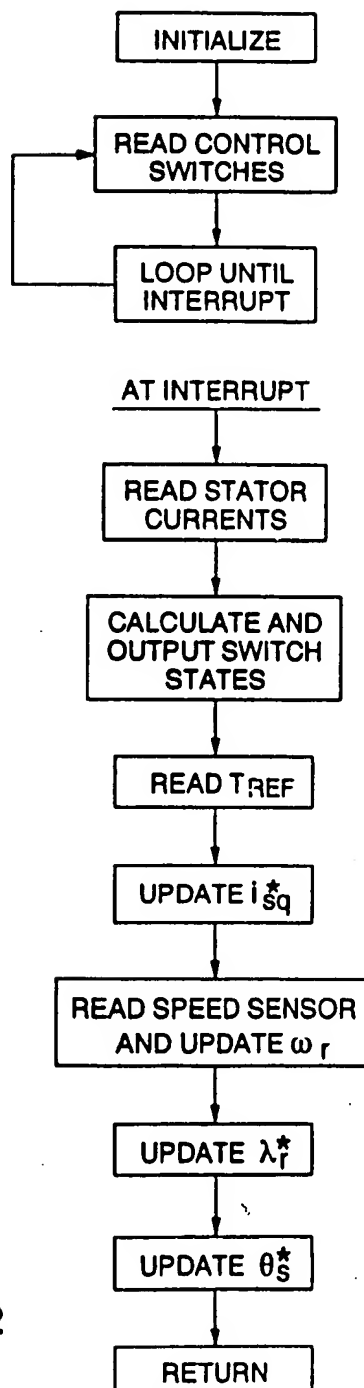 INITIALIZE
READ CONTROL
SWITCHES
LOOP UNTIL
INTERRUPT
AT INTERRUPT
READ STATOR
CURRENTS
CALCULATE AND
OUTPUT SWITCH
STATES
READ TREF
UPDATE i*sq
READ SPEED SENSOR
AND UPDATE ωr
UPDATE λ*r
UPDATE θ*s
RETURN